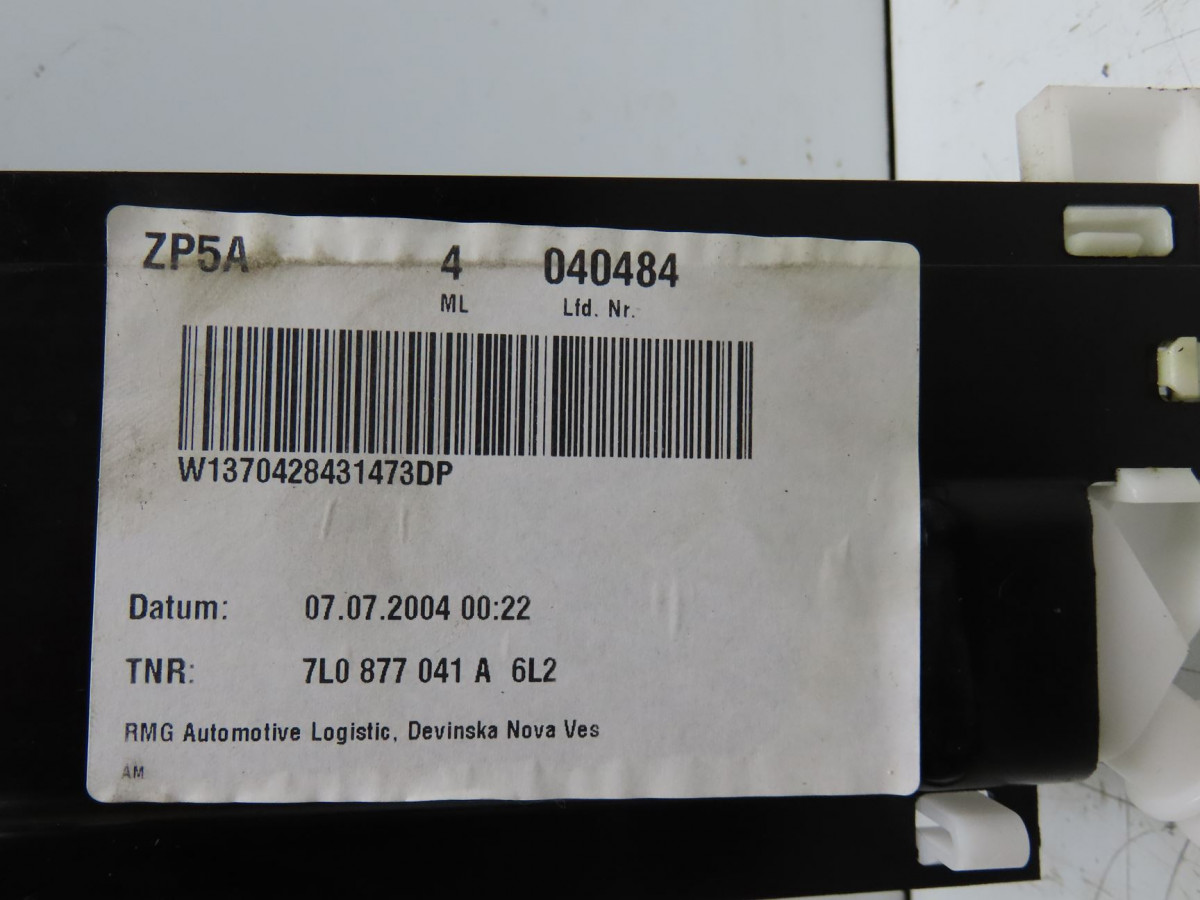 ZP5A 4 040484
ML Lfd. Nr.
W1370428431473DP
Datum: 07.07.2004 00:22
TNR: 7L0 877 041 A 6L2
RMG Automotive Logistic, Devinska Nova Ves
AM